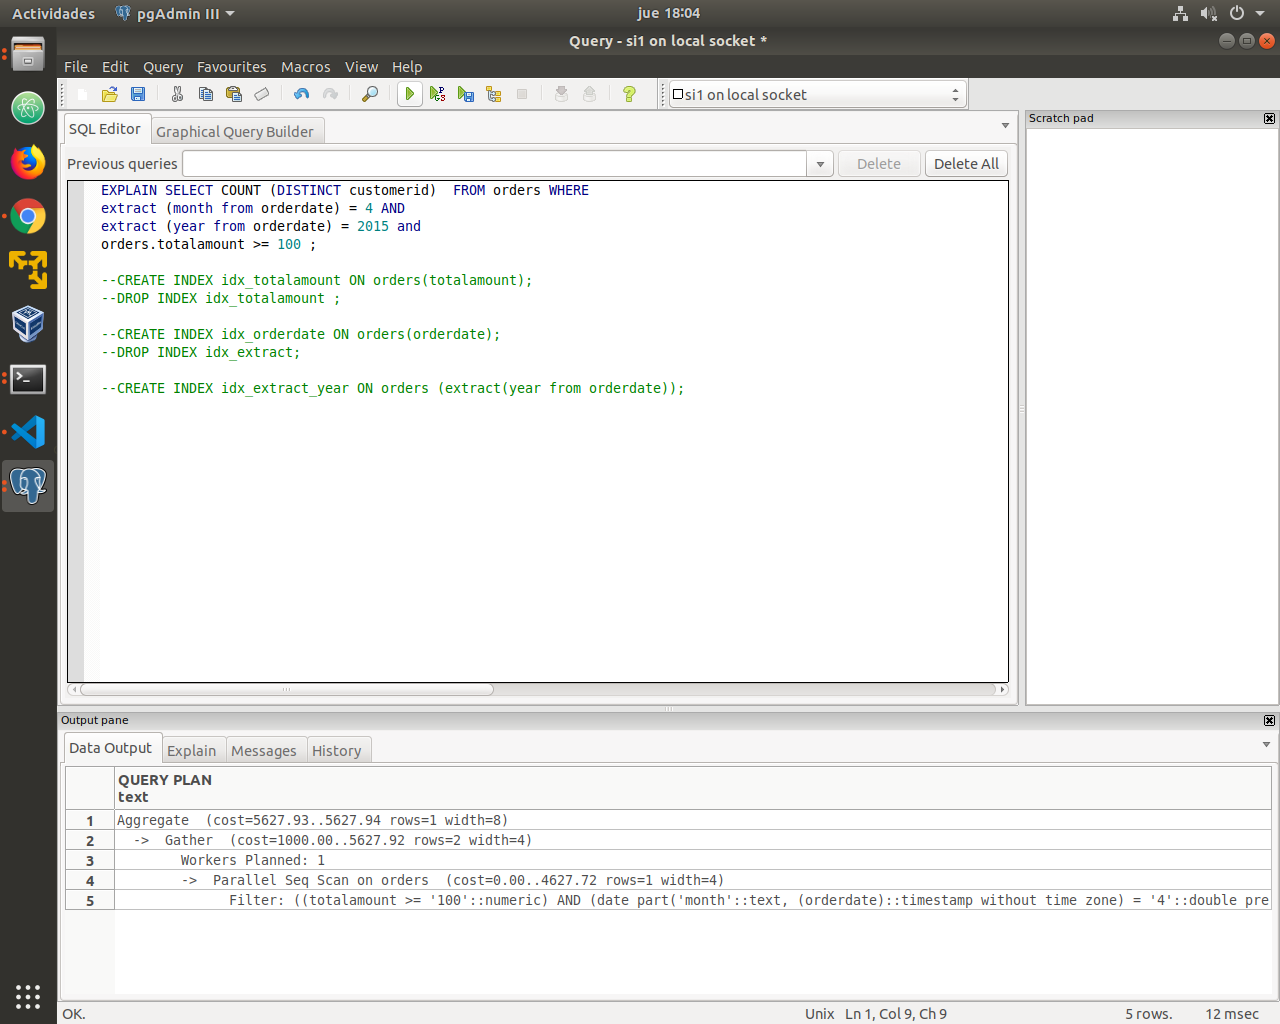 Actividades pgAdmin III jue 18:04
Query - si1 on local socket *
File Edit Query Favourites Macros View Help
si1 on local socket
SQL Editor Graphical Query Builder
Scratch pad
Previous queries Delete Delete All
EXPLAIN SELECT COUNT (DISTINCT customerid)  FROM orders WHERE
extract (month from orderdate) = 4 AND
extract (year from orderdate) = 2015 and
orders.totalamount >= 100 ;
--CREATE INDEX idx_totalamount ON orders(totalamount);
--DROP INDEX idx_totalamount ;
--CREATE INDEX idx_orderdate ON orders(orderdate);
--DROP INDEX idx_extract;
--CREATE INDEX idx_extract_year ON orders (extract(year from orderdate));
Output pane
Data Output Explain Messages History
QUERY PLAN
text
1 Aggregate  (cost=5627.93..5627.94 rows=1 width=8)
2 ->  Gather  (cost=1000.00..5627.92 rows=2 width=4)
3 Workers Planned: 1
4 ->  Parallel Seq Scan on orders  (cost=0.00..4627.72 rows=1 width=4)
5 Filter: ((totalamount >= '100'::numeric) AND (date_part('month'::text, (orderdate)::timestamp without time zone) = '4'::double pre
OK. Unix Ln 1, Col 9, Ch 9 5 rows. 12 msec